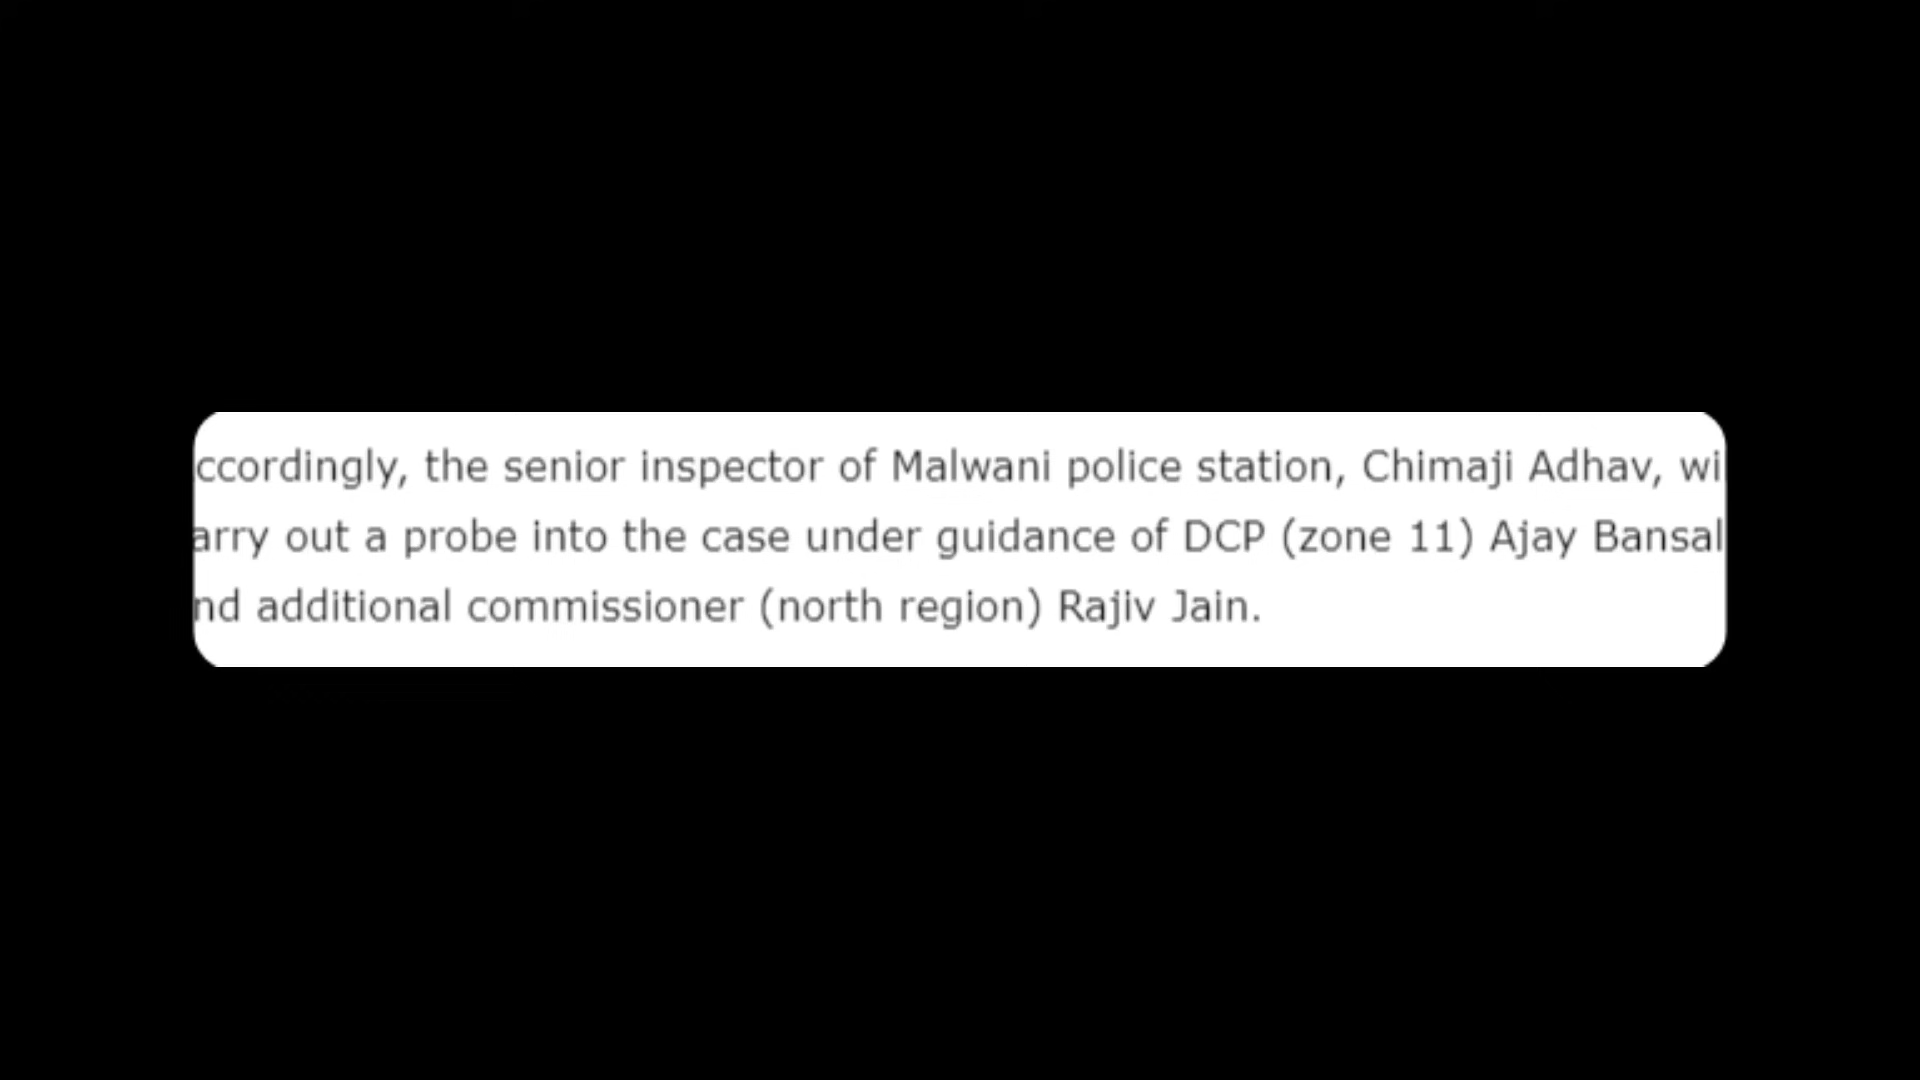 ccordingly, the senior inspector of Malwani police station, Chimaji Adhav, wi
arry out a probe into the case under guidance of DCP (zone 11) Ajay Bansal
nd additional commissioner (north region) Rajiv Jain.